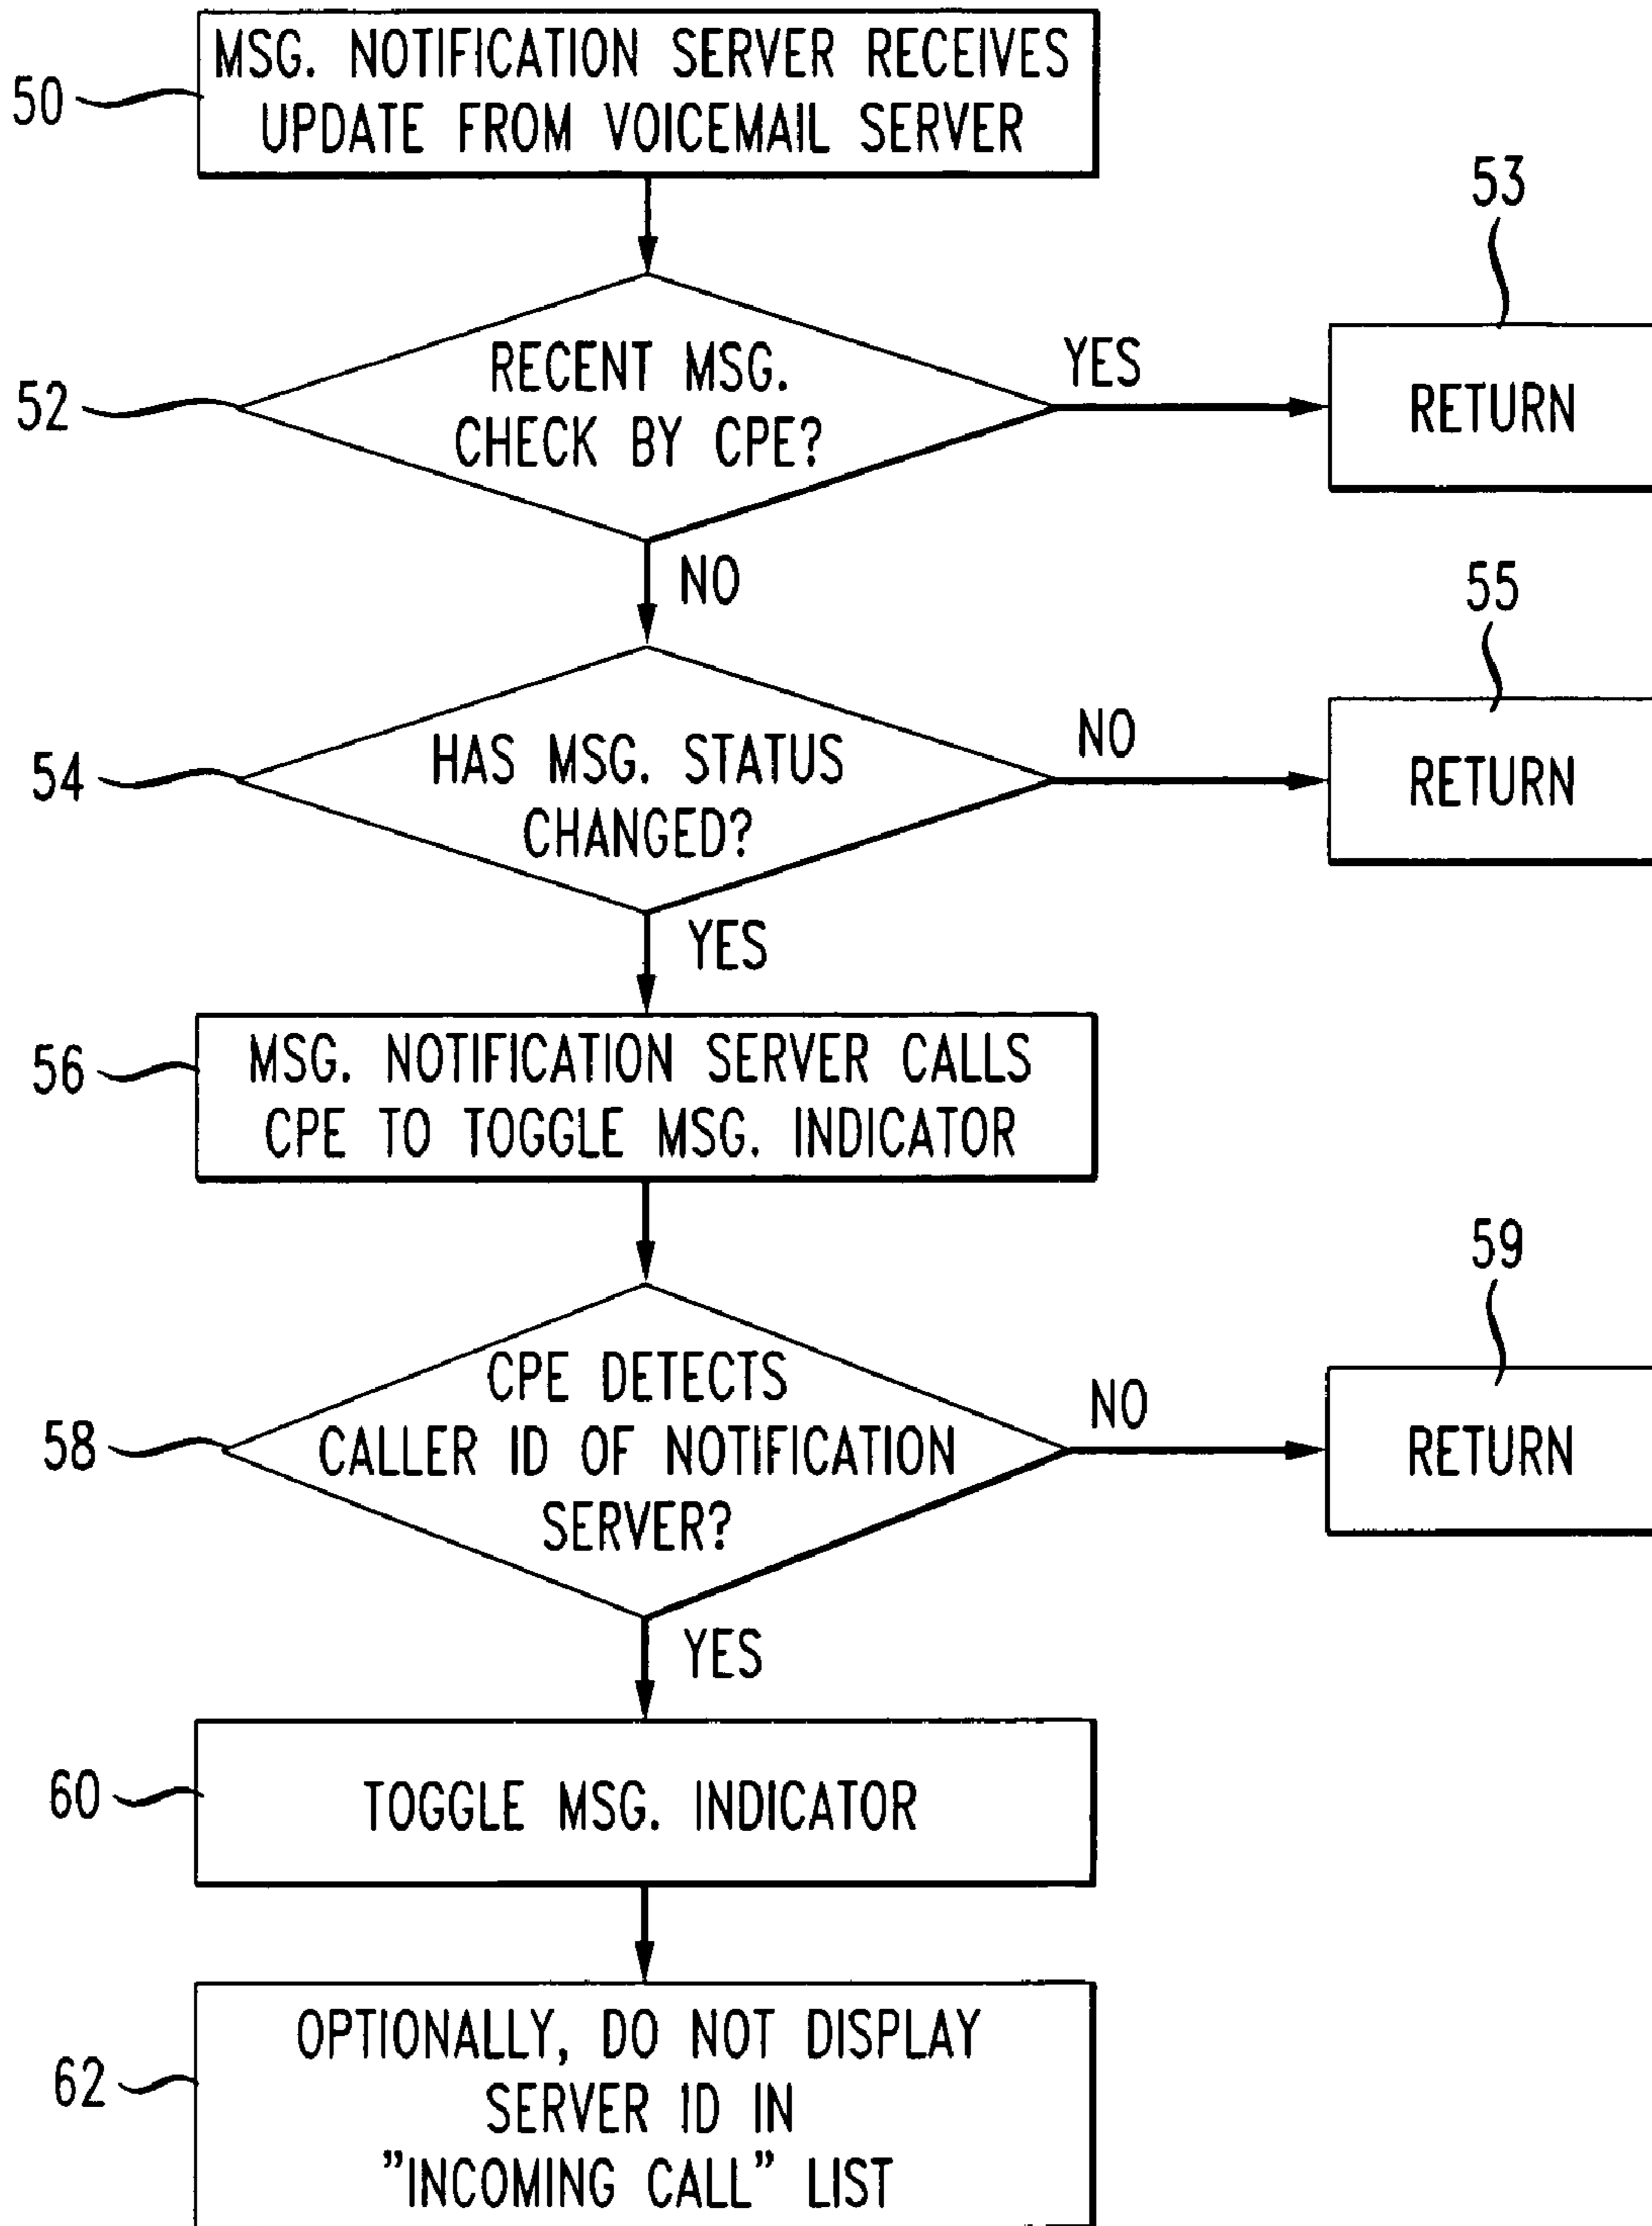 MSG. NOTIFICATION SERVER RECEIVES
UPDATE FROM VOICEMAIL SERVER
50
53
RECENT MSG.
CHECK BY CPE?
52
YES
RETURN
NO
55
HAS MSG. STATUS
CHANGED?
54
NO
RETURN
YES
MSG. NOTIFICATION SERVER CALLS
CPE TO TOGGLE MSG. INDICATOR
56
59
CPE DETECTS
CALLER ID OF NOTIFICATION
SERVER?
58
NO
RETURN
YES
60
TOGGLE MSG. INDICATOR
OPTIONALLY, DO NOT DISPLAY
SERVER ID IN
"INCOMING CALL" LIST
62